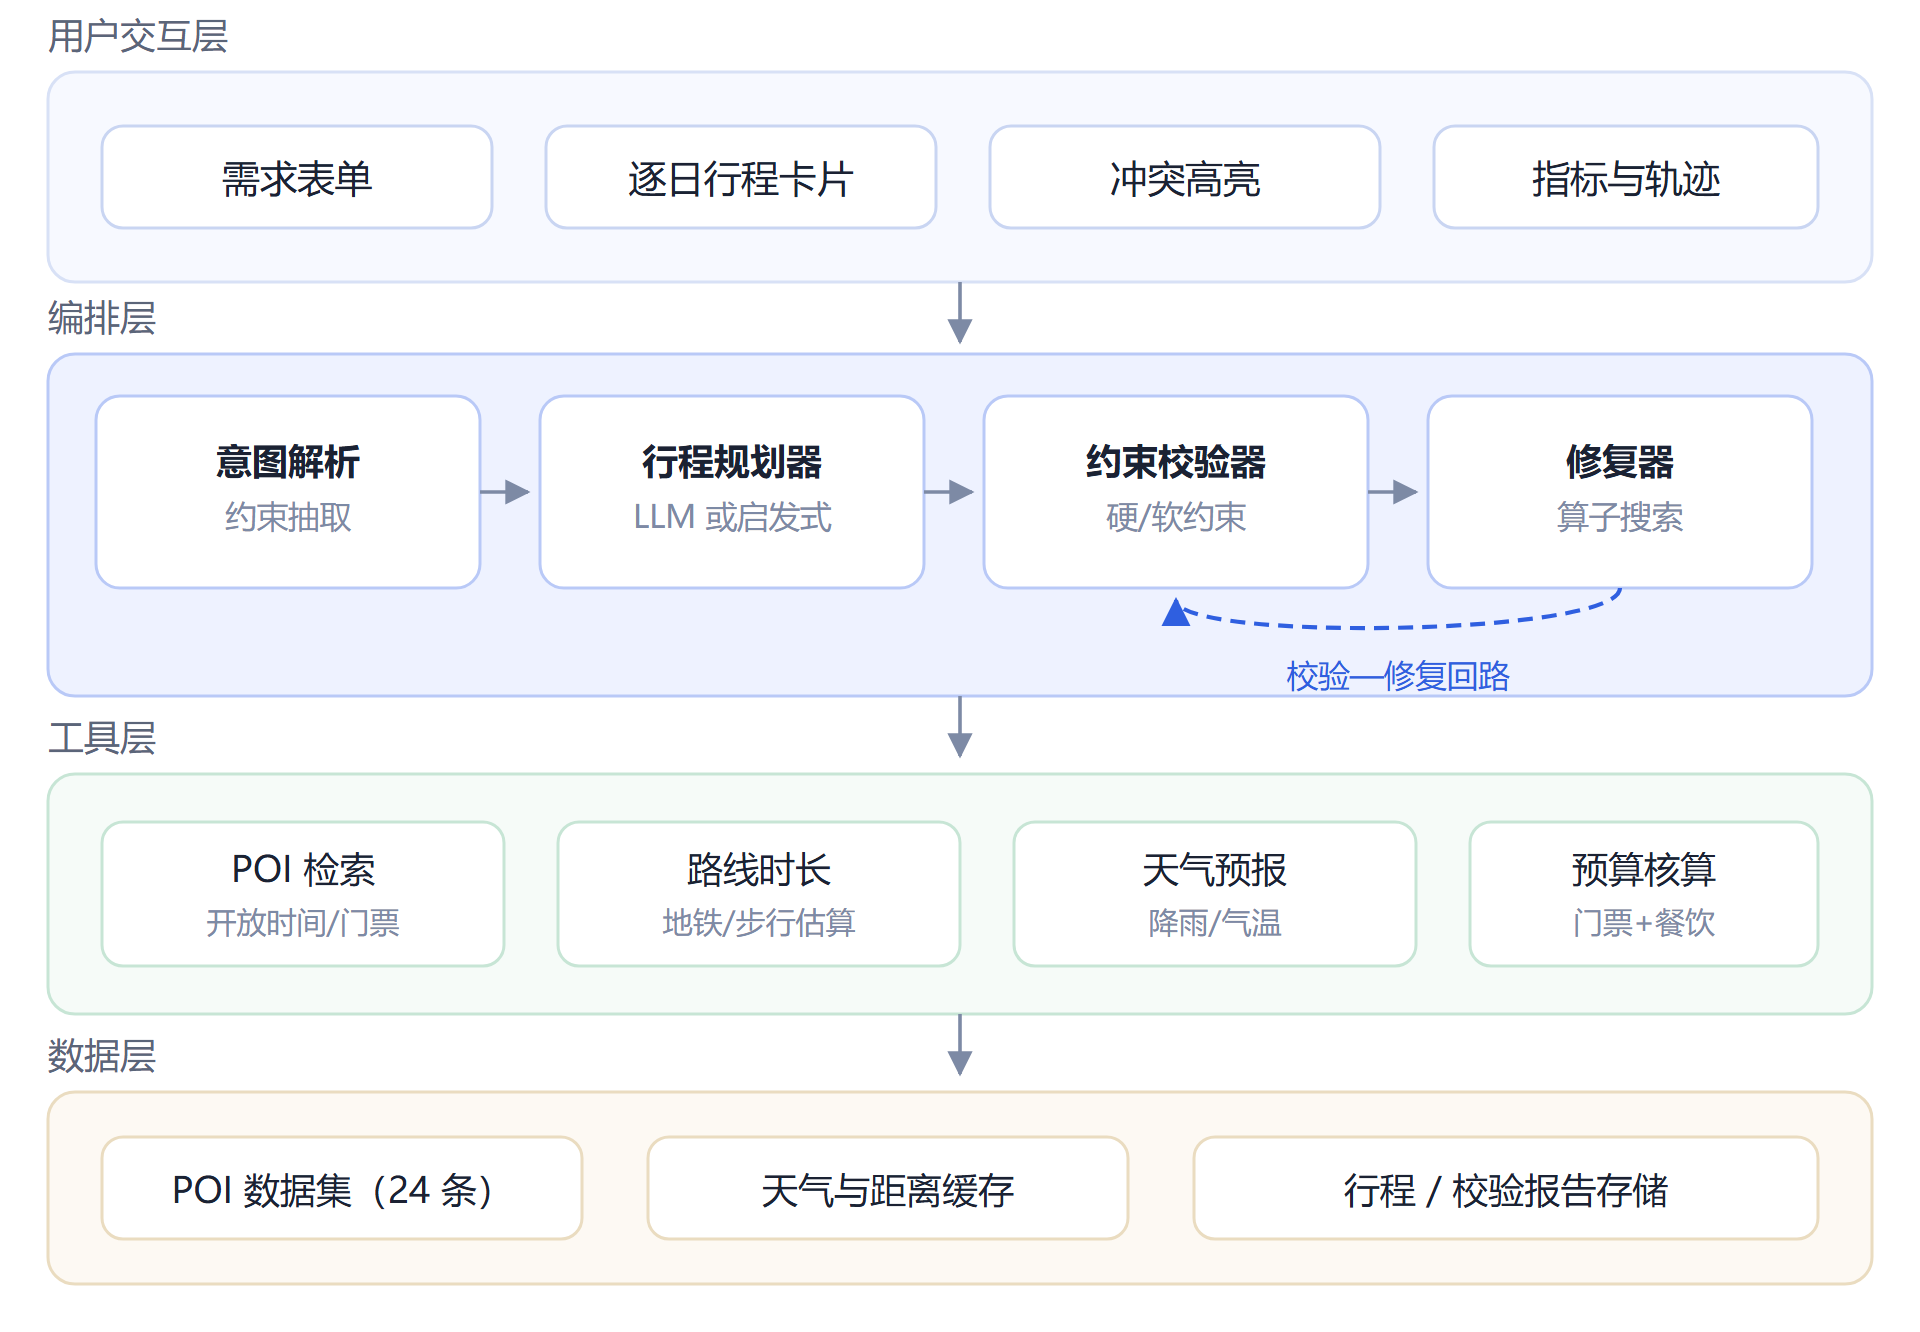 用户交互层
需求表单
逐日行程卡片
冲突高亮
指标与轨迹
编排层
意图解析
约束抽取
行程规划器
LLM 或启发式
约束校验器
硬/软约束
修复器
算子搜索
校验—修复回路
工具层
POI 检索
开放时间/门票
路线时长
地铁/步行估算
天气预报
降雨/气温
预算核算
门票+餐饮
数据层
POI 数据集（24 条）
天气与距离缓存
行程 / 校验报告存储